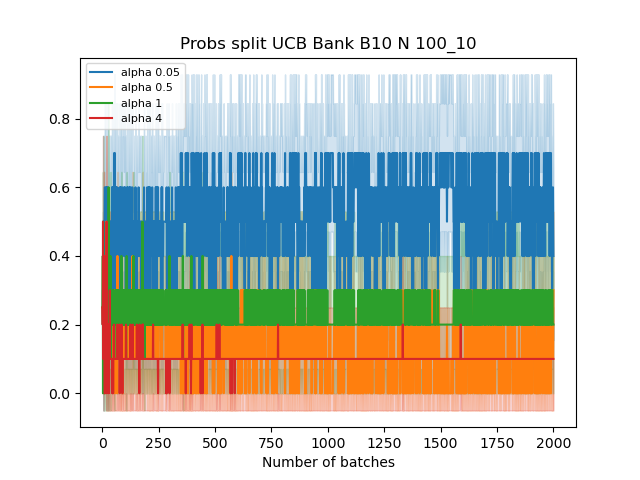 Probs split UCB Bank B10 N 100_10
alpha 0.05
alpha 0.5
alpha 1
alpha 4
0.8
0.6
0.4
0.2
0.0
0 250 500 750 1000 1250 1500 1750 2000
Number of batches